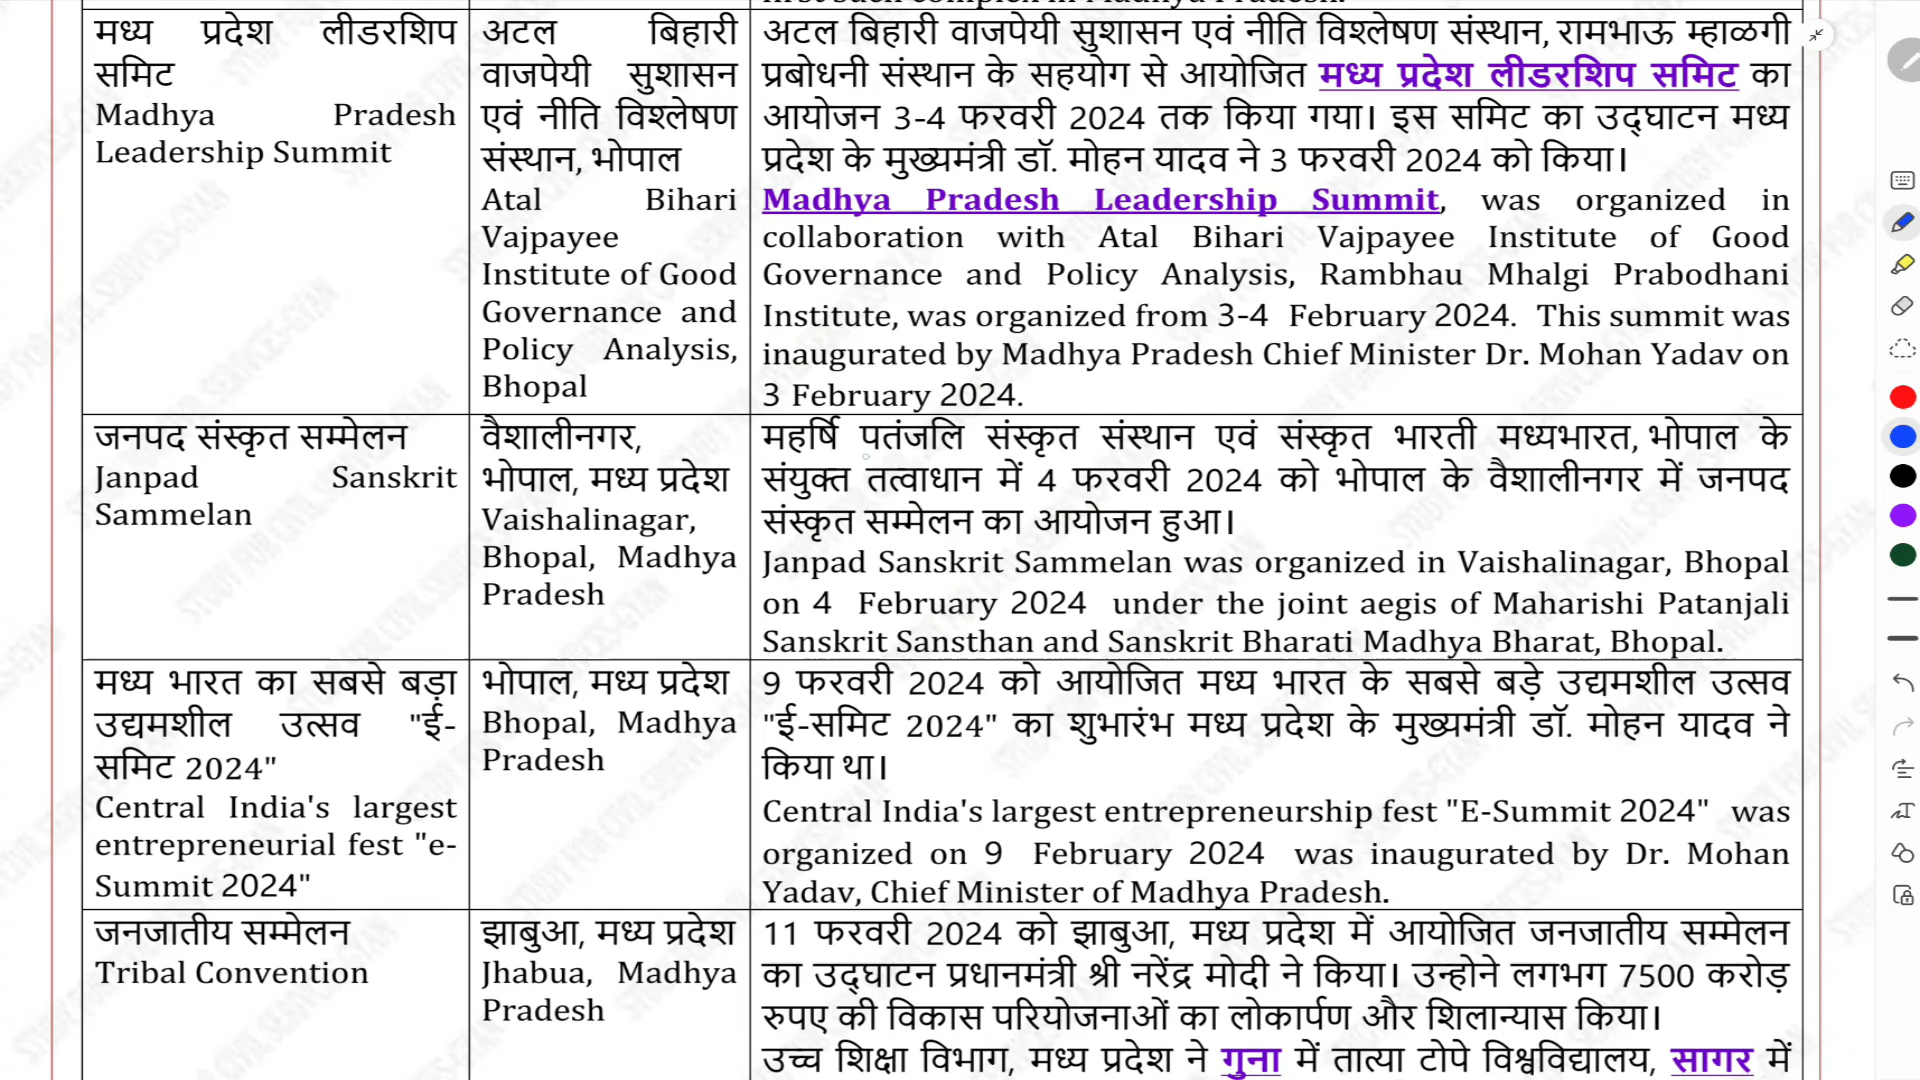 मध्य प्रदेश लीडरशिप
समिट
Madhya Pradesh
Leadership Summit
अटल बिहारी
वाजपेयी सुशासन
एवं नीति विश्लेषण
संस्थान, भोपाल
Atal Bihari
Vajpayee
Institute of Good
Governance and
Policy Analysis,
Bhopal
अटल बिहारी वाजपेयी सुशासन एवं नीति विश्लेषण संस्थान, रामभाऊ म्हाळगी
प्रबोधनी संस्थान के सहयोग से आयोजित मध्य प्रदेश लीडरशिप समिट का
आयोजन 3-4 फरवरी 2024 तक किया गया। इस समिट का उद्घाटन मध्य
प्रदेश के मुख्यमंत्री डॉ. मोहन यादव ने 3 फरवरी 2024 को किया।
Madhya Pradesh Leadership Summit, was organized in
collaboration with Atal Bihari Vajpayee Institute of Good
Governance and Policy Analysis, Rambhau Mhalgi Prabodhani
Institute, was organized from 3-4 February 2024. This summit was
inaugurated by Madhya Pradesh Chief Minister Dr. Mohan Yadav on
3 February 2024.
जनपद संस्कृत सम्मेलन
Janpad Sanskrit
Sammelan
वैशालीनगर,
भोपाल, मध्य प्रदेश
Vaishalinagar,
Bhopal, Madhya
Pradesh
महर्षि पतंजलि संस्कृत संस्थान एवं संस्कृत भारती मध्यभारत, भोपाल के
संयुक्त तत्वाधान में 4 फरवरी 2024 को भोपाल के वैशालीनगर में जनपद
संस्कृत सम्मेलन का आयोजन हुआ।
Janpad Sanskrit Sammelan was organized in Vaishalinagar, Bhopal
on 4 February 2024 under the joint aegis of Maharishi Patanjali
Sanskrit Sansthan and Sanskrit Bharati Madhya Bharat, Bhopal.
मध्य भारत का सबसे बड़ा
उद्यमशील उत्सव "ई-
समिट 2024"
Central India's largest
entrepreneurial fest "e-
Summit 2024"
भोपाल, मध्य प्रदेश
Bhopal, Madhya
Pradesh
9 फरवरी 2024 को आयोजित मध्य भारत के सबसे बड़े उद्यमशील उत्सव
"ई-समिट 2024" का शुभारंभ मध्य प्रदेश के मुख्यमंत्री डॉ. मोहन यादव ने
किया था।
Central India's largest entrepreneurship fest "E-Summit 2024" was
organized on 9 February 2024 was inaugurated by Dr. Mohan
Yadav, Chief Minister of Madhya Pradesh.
जनजातीय सम्मेलन
Tribal Convention
झाबुआ, मध्य प्रदेश
Jhabua, Madhya
Pradesh
11 फरवरी 2024 को झाबुआ, मध्य प्रदेश में आयोजित जनजातीय सम्मेलन
का उद्घाटन प्रधानमंत्री श्री नरेंद्र मोदी ने किया। उन्होने लगभग 7500 करोड़
रुपए की विकास परियोजनाओं का लोकार्पण और शिलान्यास किया।
उच्च शिक्षा विभाग, मध्य प्रदेश ने गुना में तात्या टोपे विश्वविद्यालय, सागर में